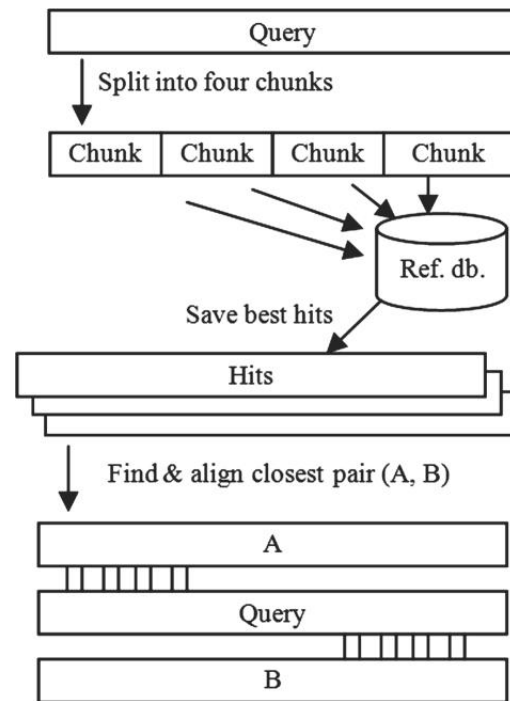 Query
Split into four chunks
Chunk Chunk Chunk Chunk
Ref. db.
Save best hits
Hits
Find & align closest pair (A, B)
A
Query
B